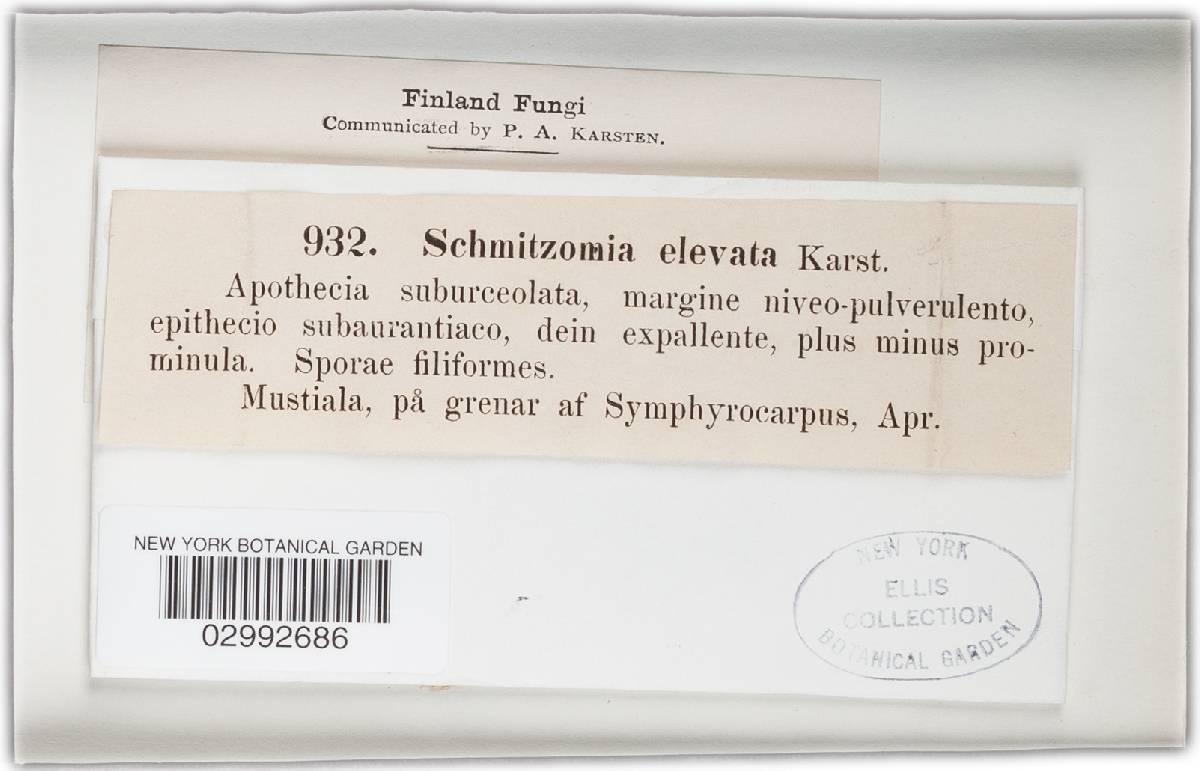 Finland Fungi
Communicated by P. A. KARSTEN.
932. Schmitzomia elevata Karst.
Apothecia suburceolata, margine niveo-pulverulento,
epithecio subaurantiaco, dein expallente, plus minus pro-
minula. Sporae filiformes.
Mustiala, på grenar af Symphyrocarpus, Apr.
NEW YORK BOTANICAL GARDEN
02992686
NEW YORK
ELLIS
COLLECTION
BOTANICAL GARDEN